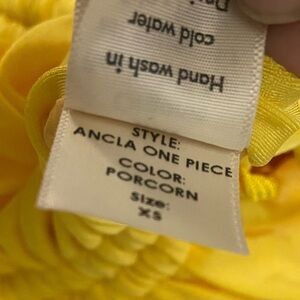 Hand wash in
cold water
STYLE:
ANCLA ONE PIECE
COLOR:
PORCORN
Size:
XS